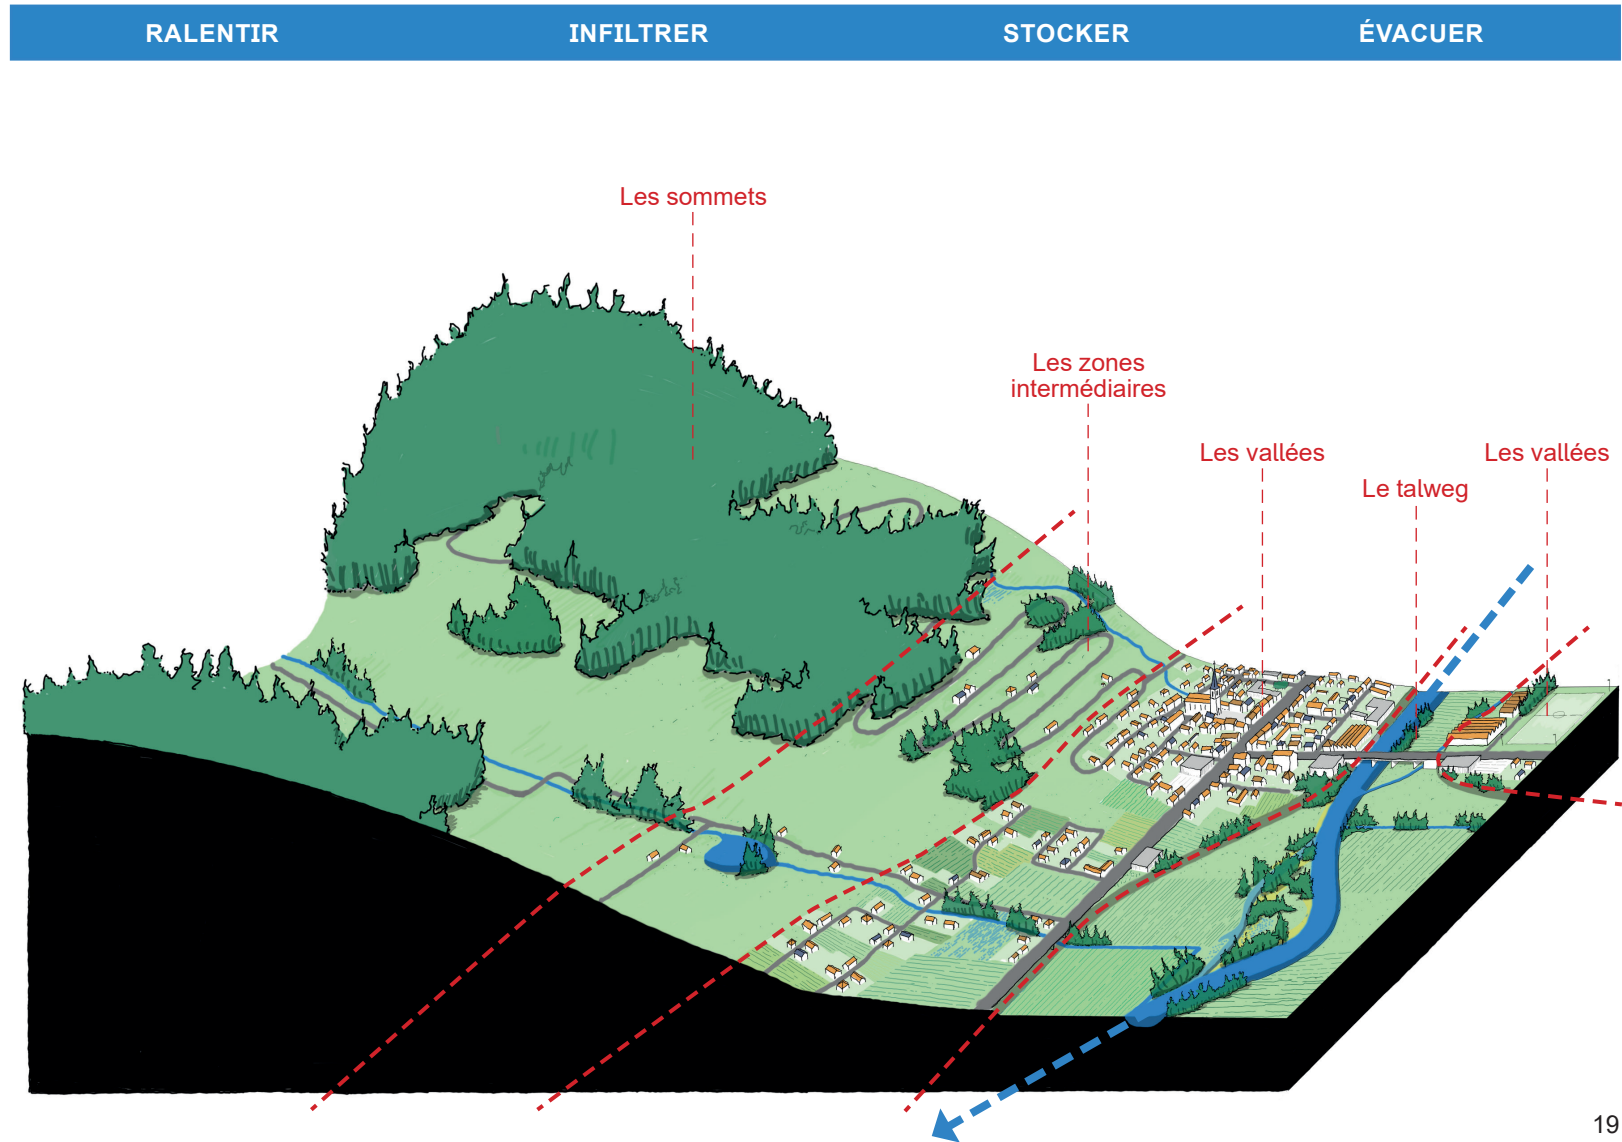 RALENTIR INFILTRER STOCKER ÉVACUER
Les sommets
Les zones
intermédiaires
Les vallées
Les vallées
Le talweg
19